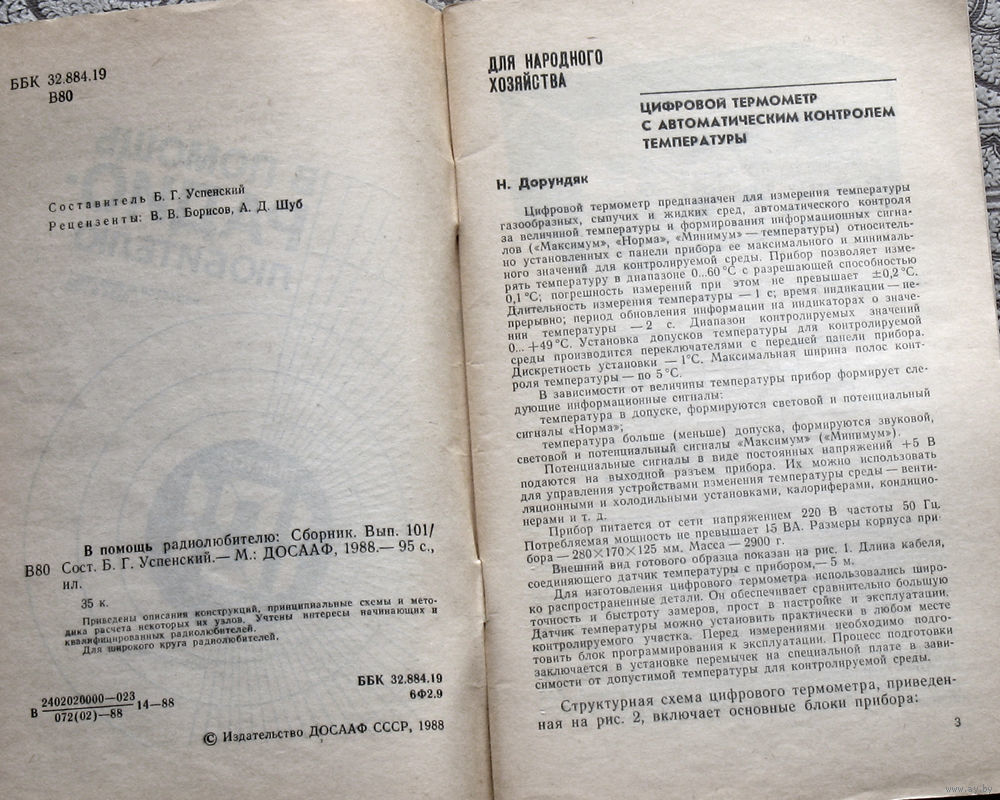 ББК 32.884.19
В80
Составитель Б. Г. Успенский
Рецензенты: В. В. Борисов, А. Д. Шуб
В помощь радиолюбителю: Сборник. Вып. 101/
В80 Сост. Б. Г. Успенский.— М.: ДОСААФ, 1988.— 95 с.,
ил.
35 к.
Приведены описания конструкций, принципиальные схемы и мето-
дика расчета некоторых их узлов. Учтены интересы начинающих и
квалифицированных радиолюбителей.
Для широкого круга радиолюбителей.
В 2402020000—023
072(02)—88 14—88
ББК 32.884.19
6Ф2.9
© Издательство ДОСААФ СССР, 1988
ДЛЯ НАРОДНОГО
ХОЗЯЙСТВА
ЦИФРОВОЙ ТЕРМОМЕТР
С АВТОМАТИЧЕСКИМ КОНТРОЛЕМ
ТЕМПЕРАТУРЫ
Н. Дорундяк
Цифровой термометр предназначен для измерения температуры
газообразных, сыпучих и жидких сред, автоматического контроля
за величиной температуры и формирования информационных сигна-
лов («Максимум», «Норма», «Минимум» — температуры) относитель-
но установленных с панели прибора ее максимального и минималь-
ного значений для контролируемой среды. Прибор позволяет изме-
рять температуру в диапазоне 0...60 °С с разрешающей способностью
0,1 °С; погрешность измерений при этом не превышает ±0,2 °С.
Длительность измерения температуры — 1 с; время индикации — не-
прерывно; период обновления информации на индикаторах о значе-
нии температуры — 2 с. Диапазон контролируемых значений
0... +49 °С. Установка допусков температуры для контролируемой
среды производится переключателями с передней панели прибора.
Дискретность установки — 1°С. Максимальная ширина полос конт-
роля температуры — по 5 °С.
В зависимости от величины температуры прибор формирует сле-
дующие информационные сигналы:
температура в допуске, формируются световой и потенциальный
сигналы «Норма»;
температура больше (меньше) допуска, формируются звуковой,
световой и потенциальный сигналы «Максимум» («Минимум»).
Потенциальные сигналы в виде постоянных напряжений +5 В
подаются на выходной разъем прибора. Их можно использовать
для управления устройствами изменения температуры среды — венти-
ляционными и холодильными установками, калориферами, кондицио-
нерами и т. д.
Прибор питается от сети напряжением 220 В частоты 50 Гц.
Потребляемая мощность не превышает 15 ВА. Размеры корпуса при-
бора — 280×170×125 мм. Масса — 2900 г.
Внешний вид готового образца показан на рис. 1. Длина кабеля,
соединяющего датчик температуры с прибором,— 5 м.
Для изготовления цифрового термометра использовались широ-
ко распространенные детали. Он обеспечивает сравнительно большую
точность и быстроту замеров, прост в настройке и эксплуатации.
Датчик температуры можно установить практически в любом месте
контролируемого участка. Перед измерениями необходимо подго-
товить блок программирования к эксплуатации. Процесс подготовки
заключается в установке перемычек на специальной плате в зави-
симости от допустимой температуры для контролируемой среды.
Структурная схема цифрового термометра, приведен-
ная на рис. 2, включает основные блоки прибора:
3
www.ay.by